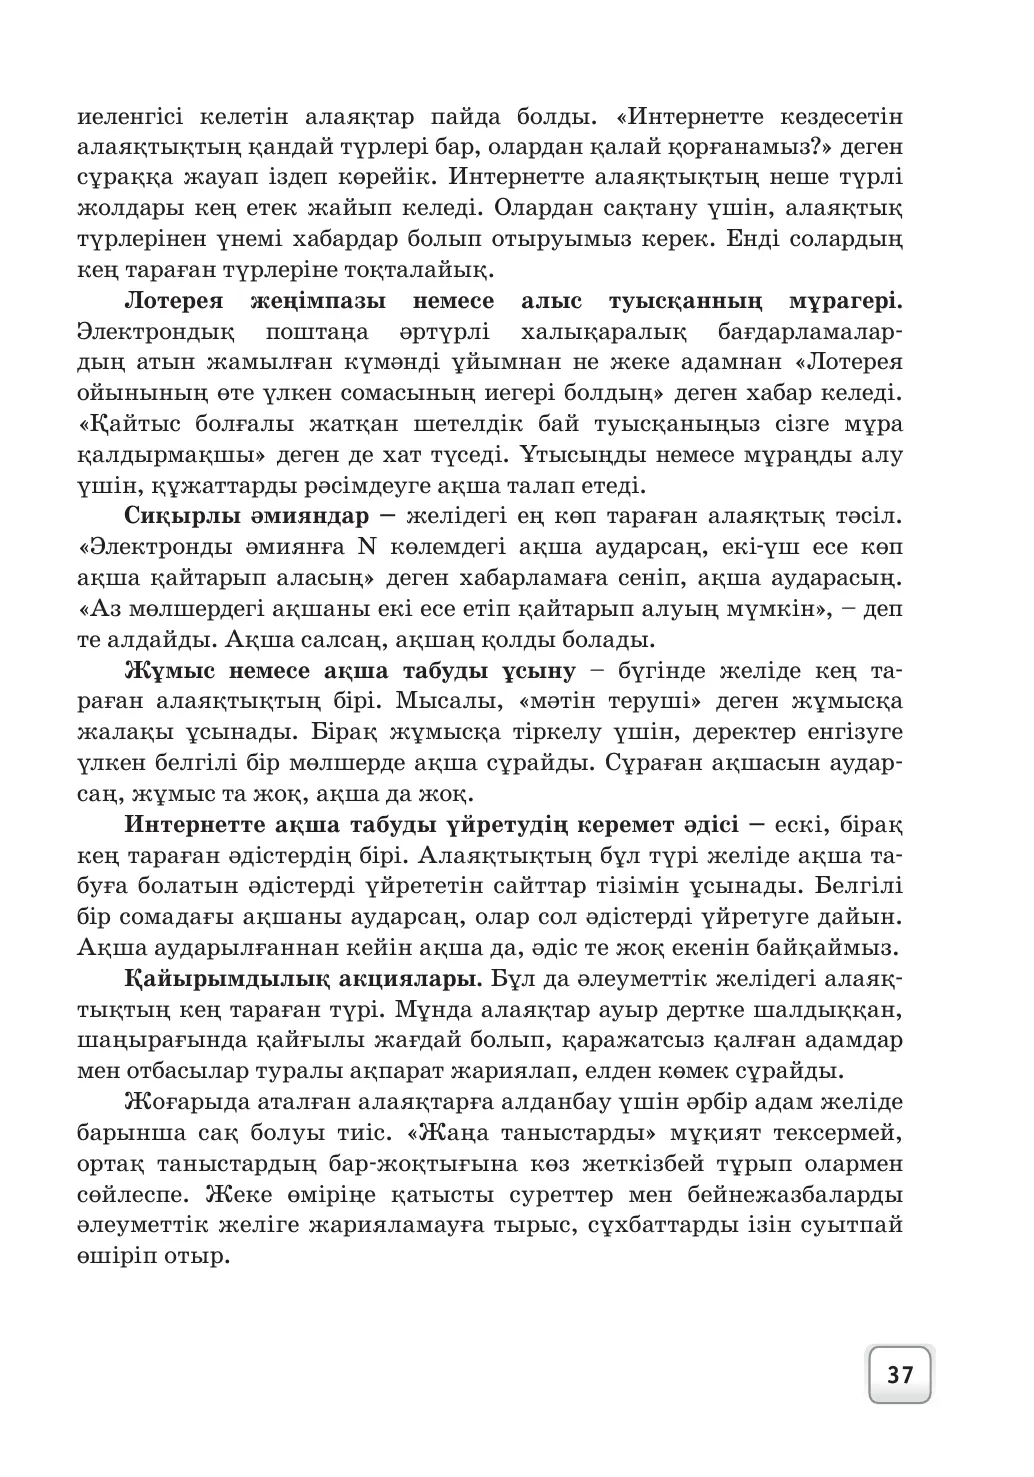 иеленгісі келетін алаяқтар пайда болды. «Интернетте кездесетін
алаяқтықтың қандай түрлері бар, олардан қалай қорғанамыз?» деген
сұраққа жауап іздеп көрейік. Интернетте алаяқтықтың неше түрлі
жолдары кең етек жайып келеді. Олардан сақтану үшін, алаяқтық
түрлерінен үнемі хабардар болып отыруымыз керек. Енді солардың
кең тараған түрлеріне тоқталайық.
Лотерея жеңімпазы немесе алыс туысқанның мұрагері.
Электрондық поштаңа әртүрлі халықаралық бағдарламалар-
дың атын жамылған күмәнді ұйымнан не жеке адамнан «Лотерея
ойынының өте үлкен сомасының иегері болдың» деген хабар келеді.
«Қайтыс болғалы жатқан шетелдік бай туысқаныңыз сізге мұра
қалдырмақшы» деген де хат түседі. Ұтысыңды немесе мұраңды алу
үшін, құжаттарды рәсімдеуге ақша талап етеді.
Сиқырлы әмияндар – желідегі ең көп тараған алаяқтық тәсіл.
«Электронды әмиянға N көлемдегі ақша аударсаң, екі-үш есе көп
ақша қайтарып аласың» деген хабарламаға сеніп, ақша аударасың.
«Аз мөлшердегі ақшаны екі есе етіп қайтарып алуың мүмкін», – деп
те алдайды. Ақша салсаң, ақшаң қолды болады.
Жұмыс немесе ақша табуды ұсыну – бүгінде желіде кең та-
раған алаяқтықтың бірі. Мысалы, «мәтін теруші» деген жұмысқа
жалақы ұсынады. Бірақ жұмысқа тіркелу үшін, деректер енгізуге
үлкен белгілі бір мөлшерде ақша сұрайды. Сұраған ақшасын аудар-
саң, жұмыс та жоқ, ақша да жоқ.
Интернетте ақша табуды үйретудің керемет әдісі – ескі, бірақ
кең тараған әдістердің бірі. Алаяқтықтың бұл түрі желіде ақша та-
буға болатын әдістерді үйрететін сайттар тізімін ұсынады. Белгілі
бір сомадағы ақшаны аударсаң, олар сол әдістерді үйретуге дайын.
Ақша аударылғаннан кейін ақша да, әдіс те жоқ екенін байқаймыз.
Қайырымдылық акциялары. Бұл да әлеуметтік желідегі алаяқ-
тықтың кең тараған түрі. Мұнда алаяқтар ауыр дертке шалдыққан,
шаңырағында қайғылы жағдай болып, қаражатсыз қалған адамдар
мен отбасылар туралы ақпарат жариялап, елден көмек сұрайды.
Жоғарыда аталған алаяқтарға алданбау үшін әрбір адам желіде
барынша сақ болуы тиіс. «Жаңа таныстарды» мұқият тексермей,
ортақ таныстардың бар-жоқтығына көз жеткізбей тұрып олармен
сөйлеспе. Жеке өміріңе қатысты суреттер мен бейнежазбаларды
әлеуметтік желіге жарияламауға тырыс, сұхбаттарды ізін суытпай
өшіріп отыр.
37